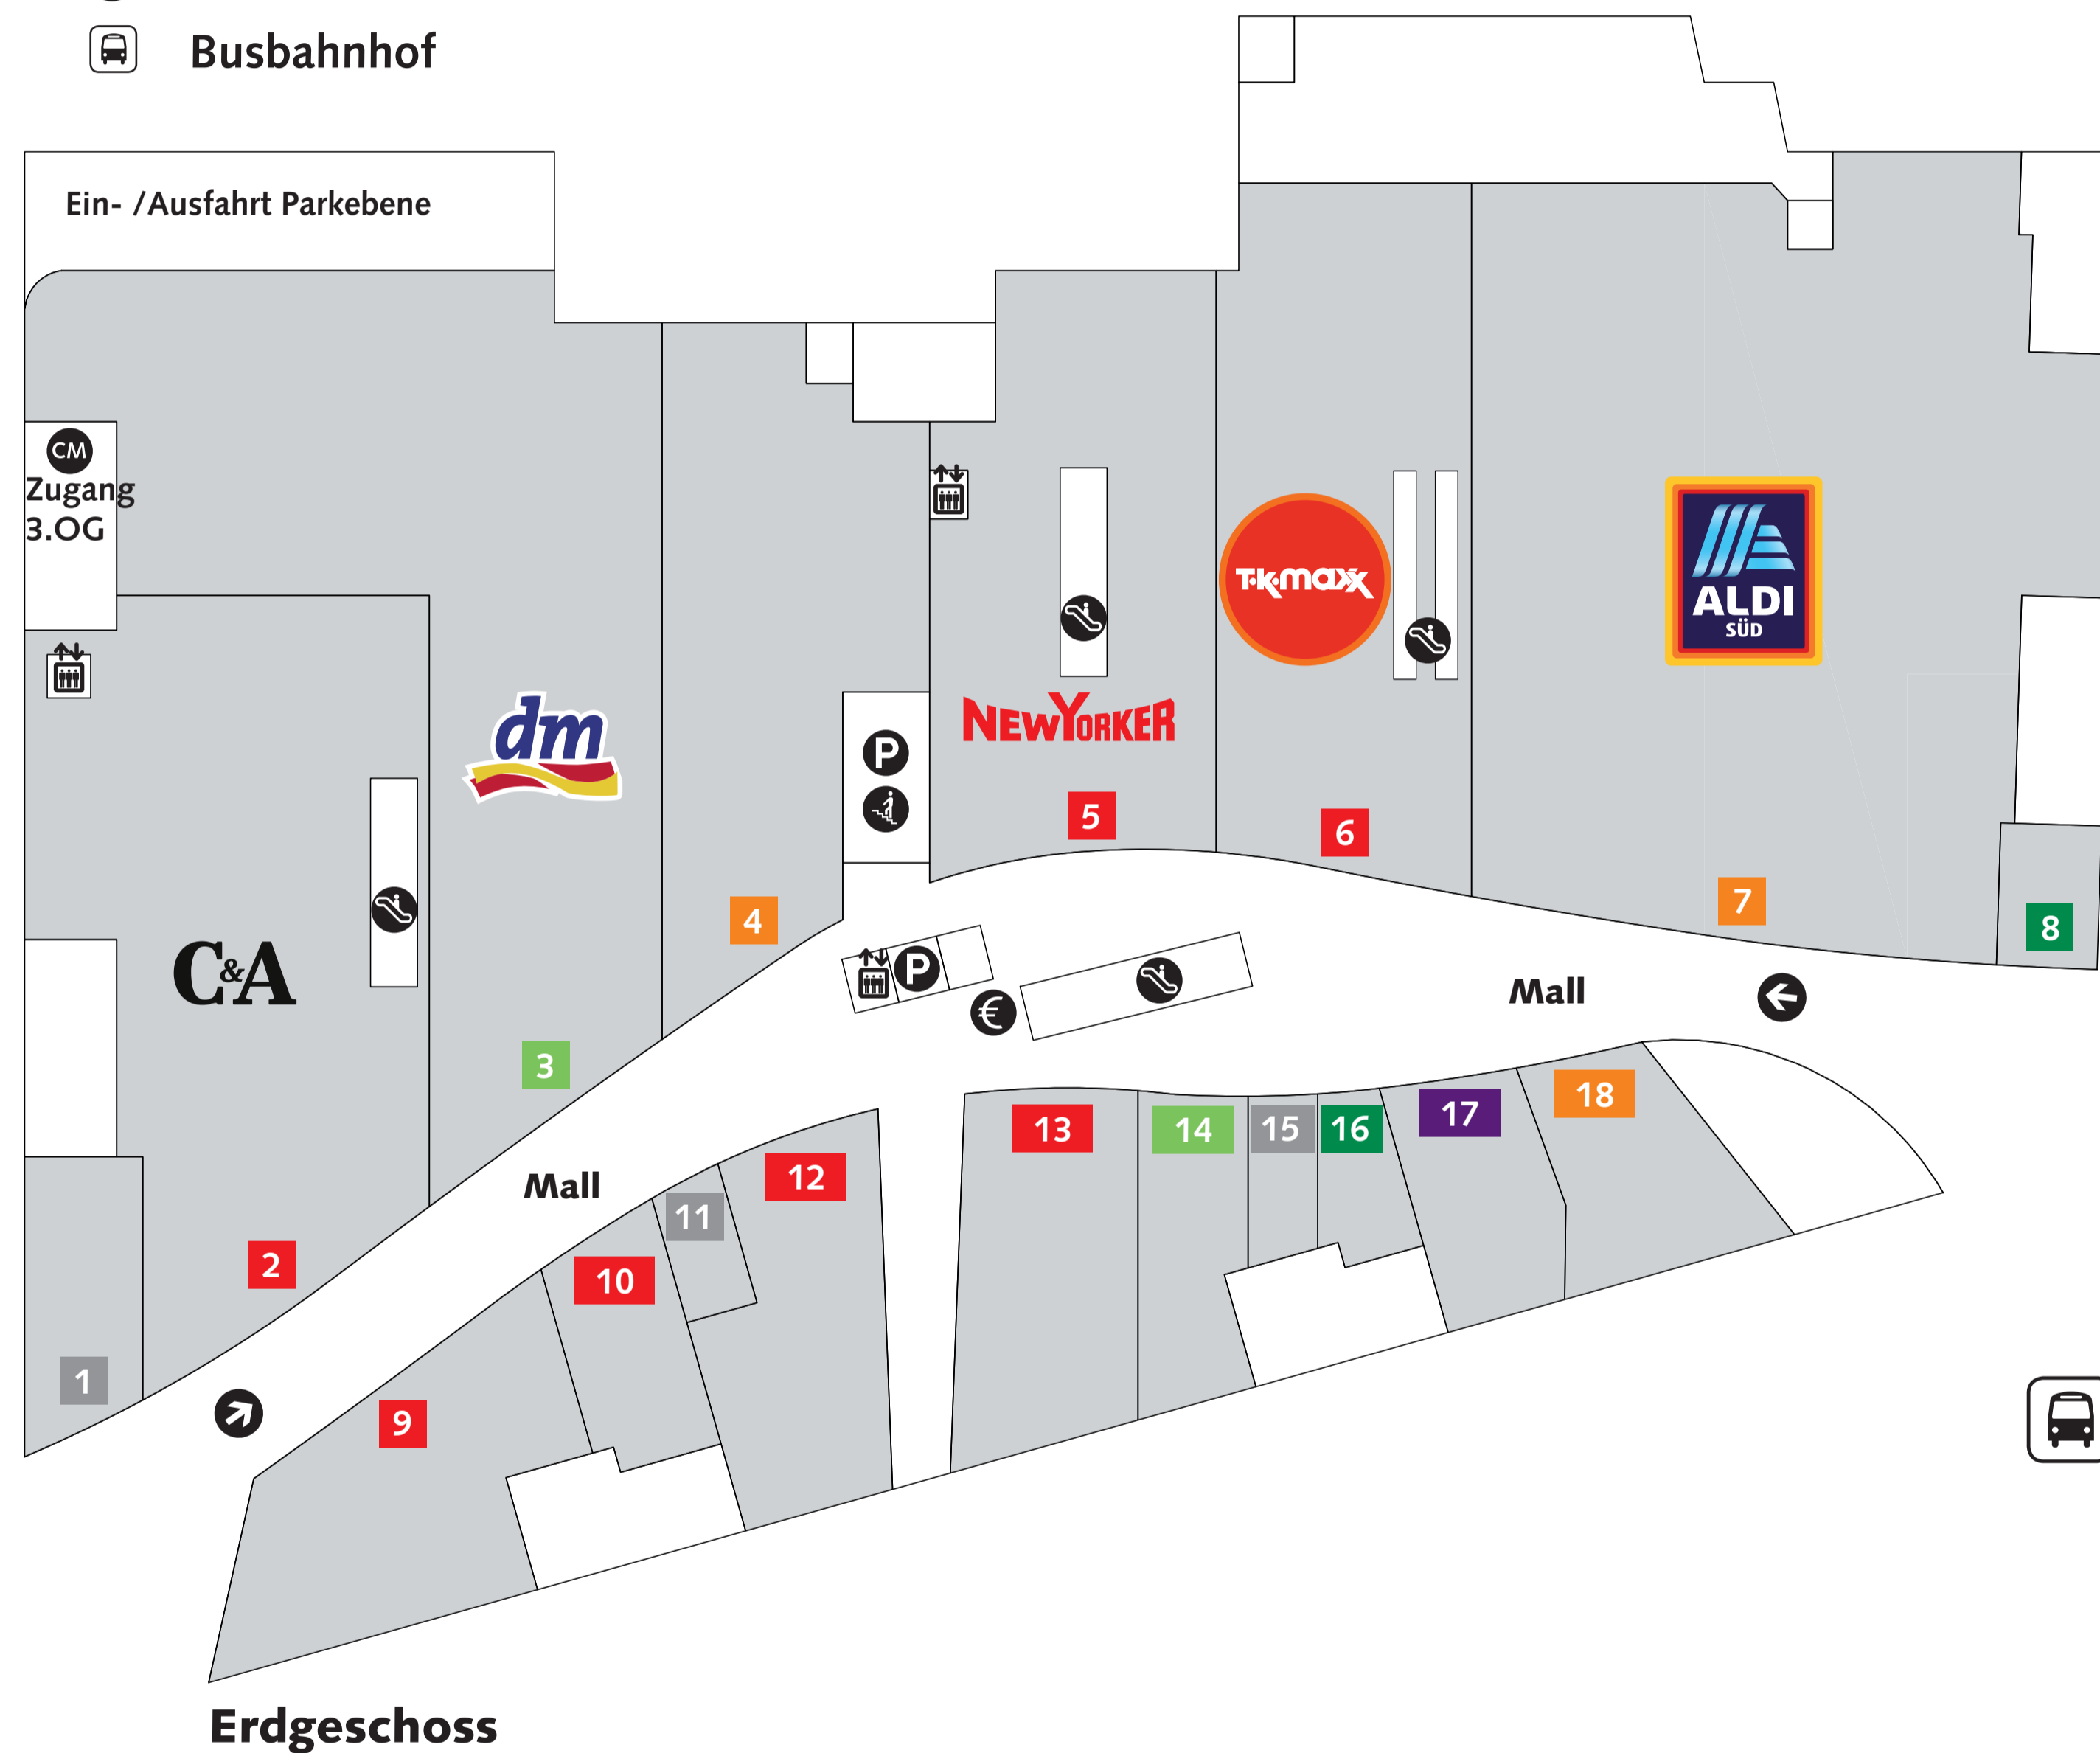 Busbahnhof
Ein- /Ausfahrt Parkebene
CM
Zugang
3.OG
T·K·maxx
ALDI
SÜD
dm
NEWYORKER
P
5
6
4
7
8
C&A
P
€
Mall
3
13
14
15
16
17
18
Mall
12
11
2
10
1
9
Erdgeschoss